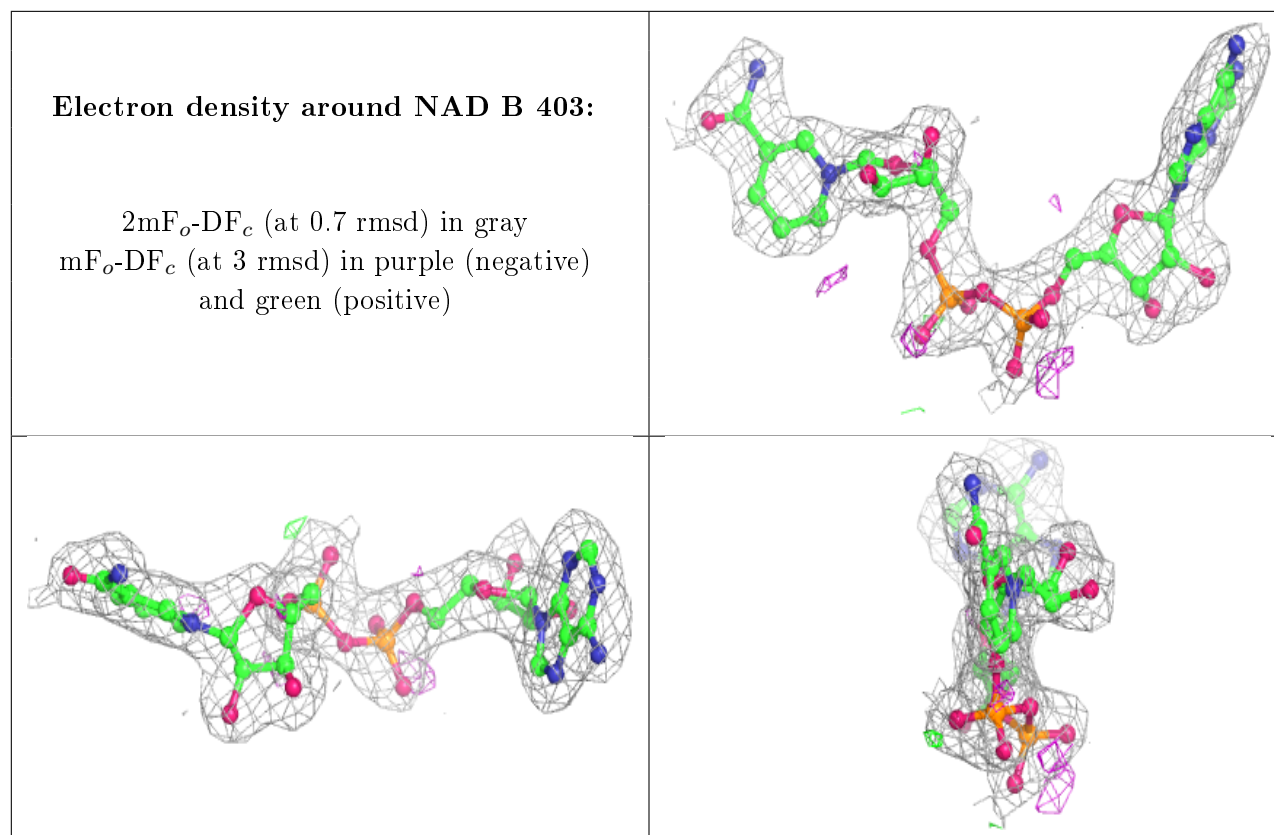 Electron density around NAD B 403:
2mFₒ-DF𝒸 (at 0.7 rmsd) in gray
mFₒ-DF𝒸 (at 3 rmsd) in purple (negative)
and green (positive)